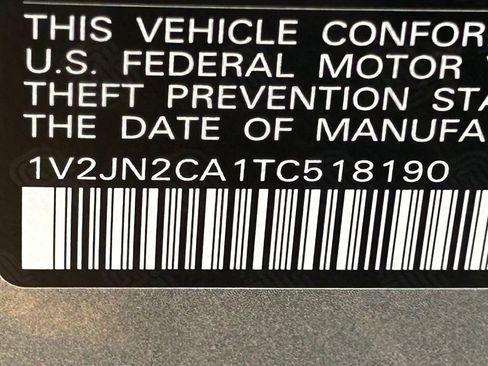 THIS VEHICLE CONFOR
U.S. FEDERAL MOTOR
THEFT PREVENTION STA
THE DATE OF MANUFA
1V2JN2CA1TC518190